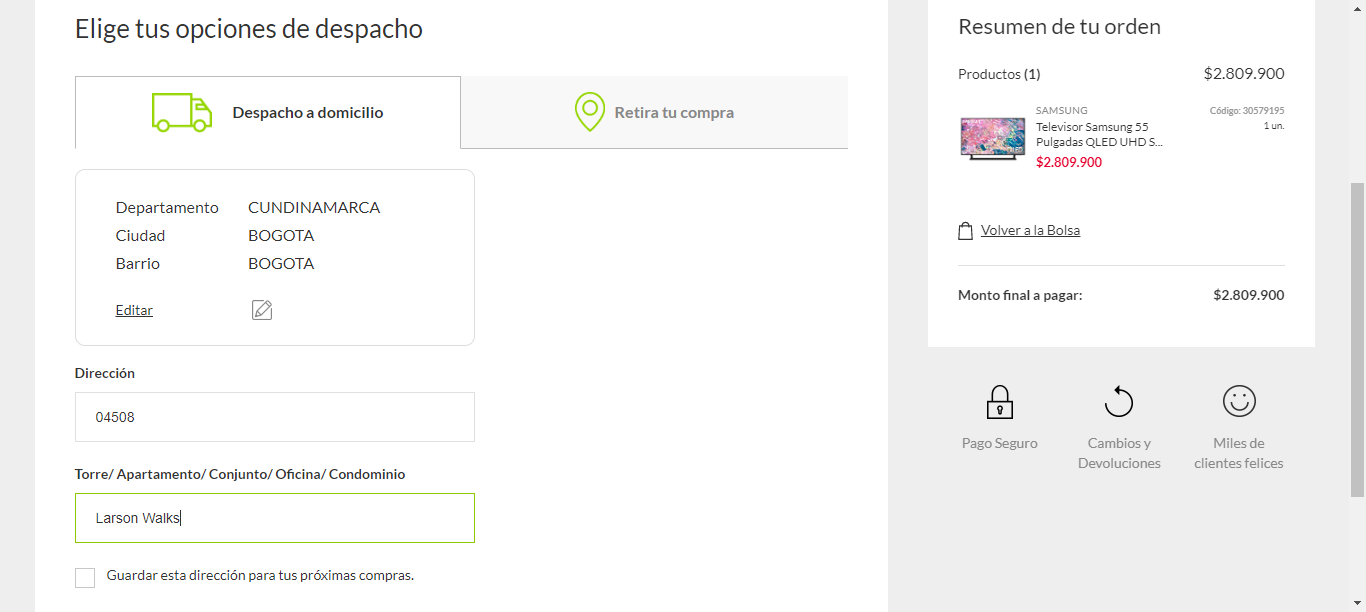 Elige tus opciones de despacho
Despacho a domicilio
Retira tu compra
Departamento CUNDINAMARCA
Ciudad BOGOTA
Barrio BOGOTA
Editar
Dirección
04508
Torre/ Apartamento/ Conjunto/ Oficina/ Condominio
Larson Walks
Guardar esta dirección para tus próximas compras.
Resumen de tu orden
Productos (1) $2.809.900
SAMSUNG Código: 30579195
Televisor Samsung 55 1 un.
Pulgadas QLED UHD S...
$2.809.900
Volver a la Bolsa
Monto final a pagar: $2.809.900
Pago Seguro
Cambios y
Devoluciones
Miles de
clientes felices